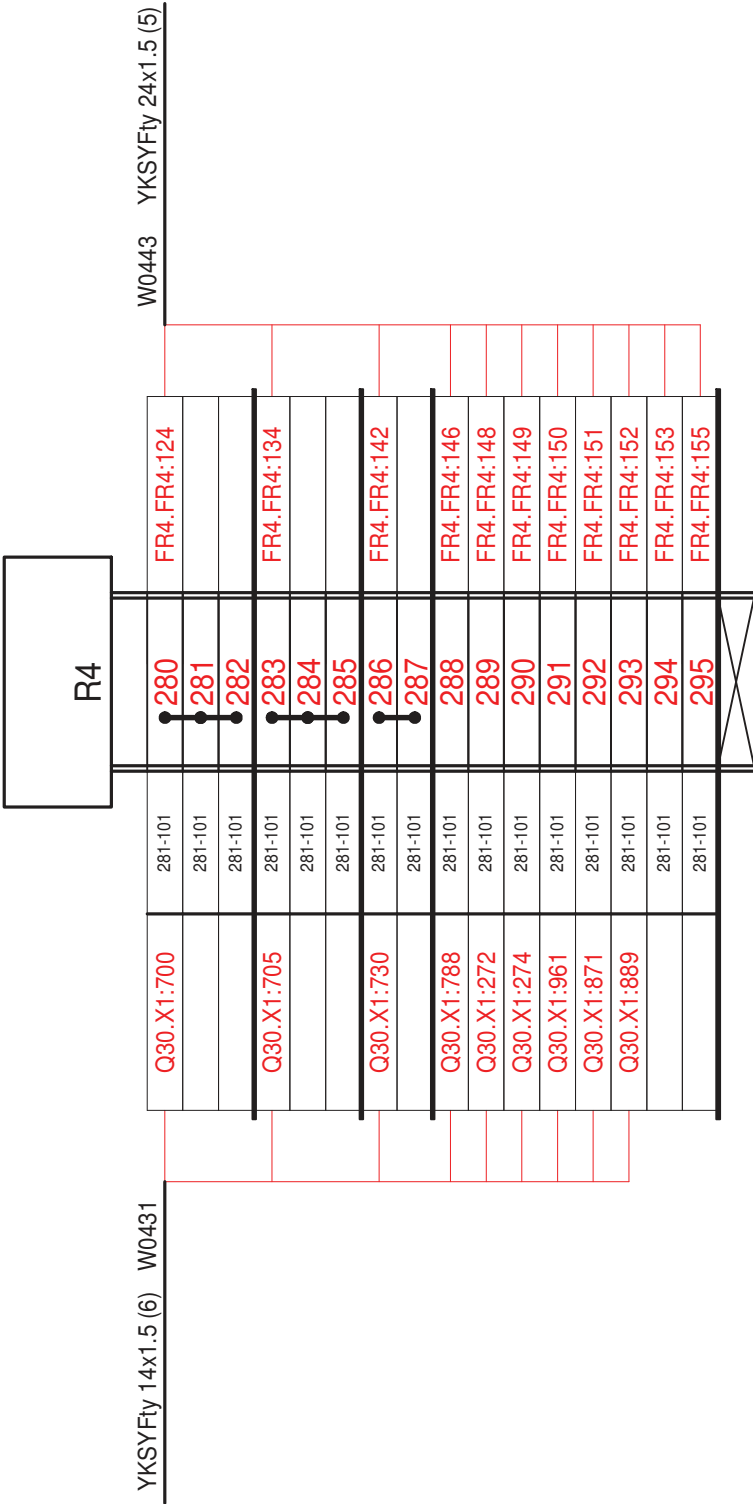 YKSYFty 24x1.5 (5)
W0443
R4
FR4.FR4:124
280
281-101
Q30.X1:700
281
281-101
282
281-101
FR4.FR4:134
283
281-101
Q30.X1:705
284
281-101
285
281-101
FR4.FR4:142
286
281-101
Q30.X1:730
287
281-101
FR4.FR4:146
288
281-101
Q30.X1:788
FR4.FR4:148
289
281-101
Q30.X1:272
FR4.FR4:149
290
281-101
Q30.X1:274
FR4.FR4:150
291
281-101
Q30.X1:961
FR4.FR4:151
292
281-101
Q30.X1:871
FR4.FR4:152
293
281-101
Q30.X1:889
FR4.FR4:153
294
281-101
FR4.FR4:155
295
281-101
YKSYFty 14x1.5 (6)
W0431